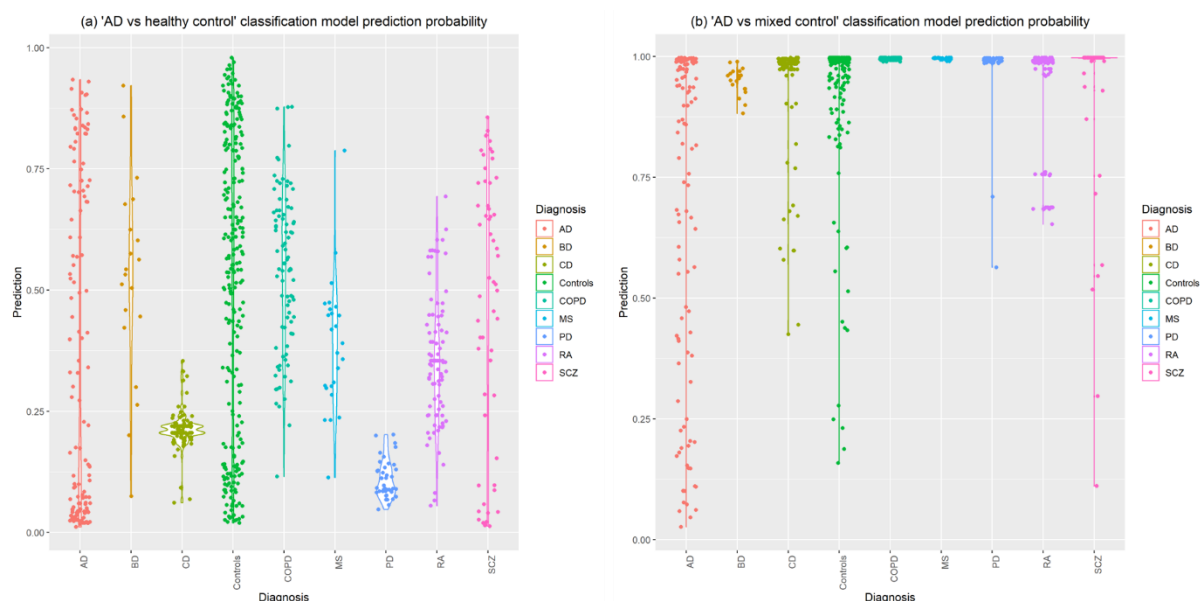 (a) 'AD vs healthy control' classification model prediction probability
1.00
0.75
0.50
0.25
0.00
Prediction
AD
BD
CD
Controls
COPD
MS
PD
RA
SCZ
Diagnosis
Diagnosis
AD
BD
CD
Controls
COPD
MS
PD
RA
SCZ
(b) 'AD vs mixed control' classification model prediction probability
1.00
0.75
0.50
0.25
0.00
Prediction
AD
BD
CD
Controls
COPD
MS
PD
RA
SCZ
Diagnosis
Diagnosis
AD
BD
CD
Controls
COPD
MS
PD
RA
SCZ